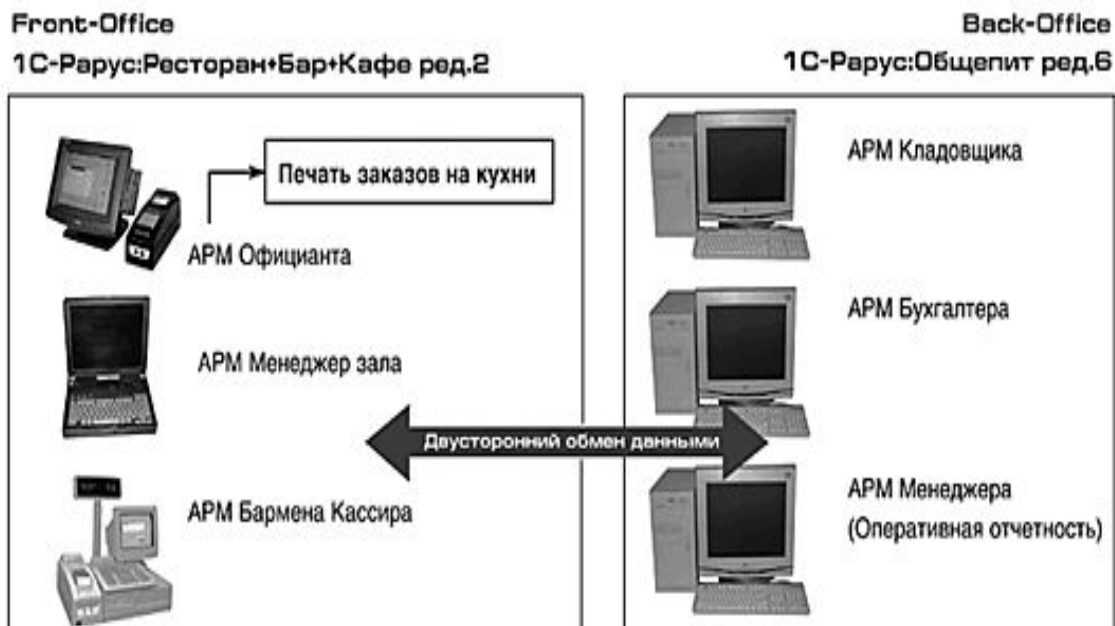 Front-Office
1С-Рарус:Ресторан+Бар+Кафе ред.2
Печать заказов на кухни
АРМ Официанта
АРМ Менеджер зала
АРМ Бармена Кассира
Двусторонний обмен данными
Back-Office
1С-Рарус:Общепит ред.6
АРМ Кладовщика
АРМ Бухгалтера
АРМ Менеджера
(Оперативная отчетность)